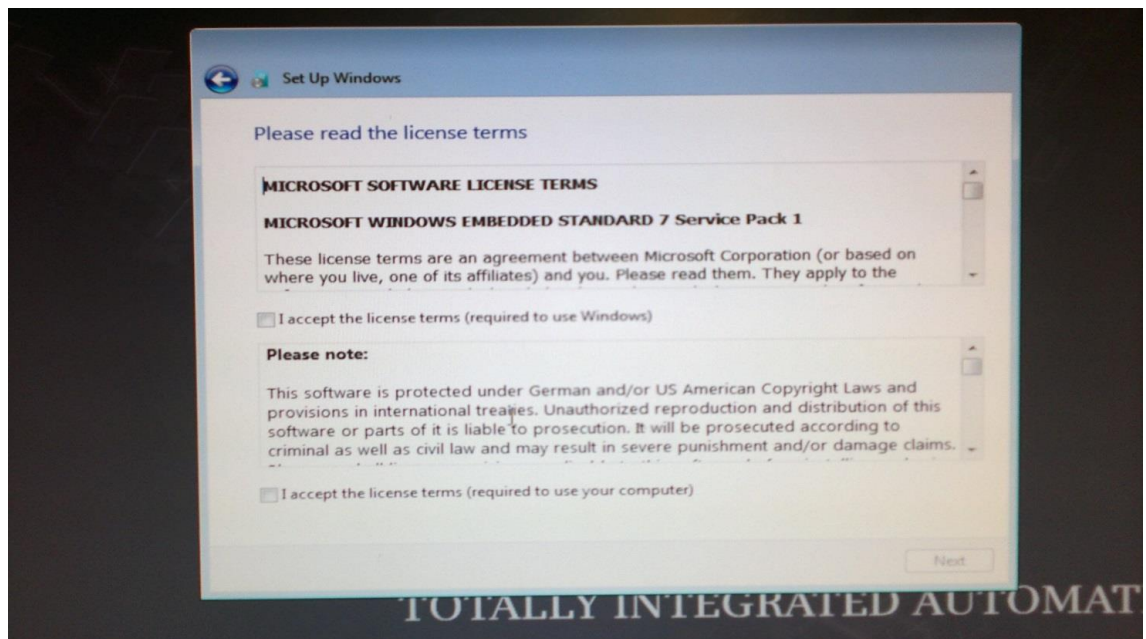 Set Up Windows
Please read the license terms
MICROSOFT SOFTWARE LICENSE TERMS
MICROSOFT WINDOWS EMBEDDED STANDARD 7 Service Pack 1
These license terms are an agreement between Microsoft Corporation (or based on
where you live, one of its affiliates) and you. Please read them. They apply to the
I accept the license terms (required to use Windows)
Please note:
This software is protected under German and/or US American Copyright Laws and
provisions in international treaties. Unauthorized reproduction and distribution of this
software or parts of it is liable to prosecution. It will be prosecuted according to
criminal as well as civil law and may result in severe punishment and/or damage claims.
I accept the license terms (required to use your computer)
Next
TOTALLY INTEGRATED AUTOMAT